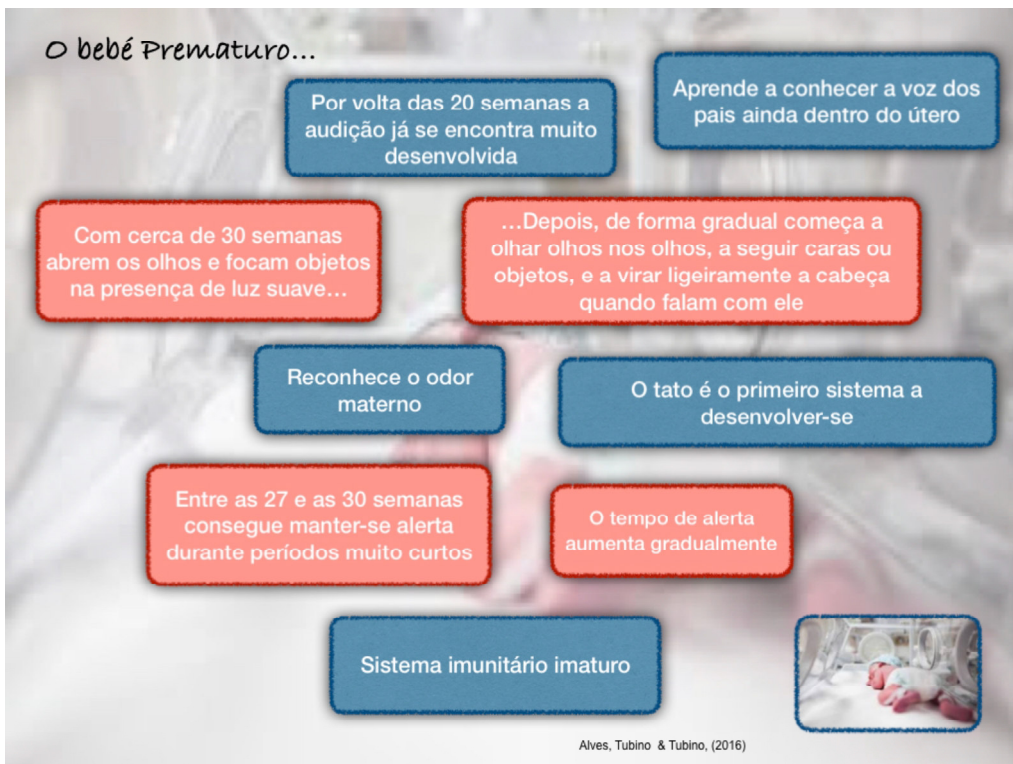 O bebé Prematuro...
Por volta das 20 semanas a
audição já se encontra muito
desenvolvida
Aprende a conhecer a voz dos
pais ainda dentro do útero
Com cerca de 30 semanas
abrem os olhos e focam objetos
na presença de luz suave...
...Depois, de forma gradual começa a
olhar olhos nos olhos, a seguir caras ou
objetos, e a virar ligeiramente a cabeça
quando falam com ele
Reconhece o odor
materno
O tato é o primeiro sistema a
desenvolver-se
Entre as 27 e as 30 semanas
consegue manter-se alerta
durante períodos muito curtos
O tempo de alerta
aumenta gradualmente
Sistema imunitário imaturo
Alves, Tubino & Tubino, (2016)